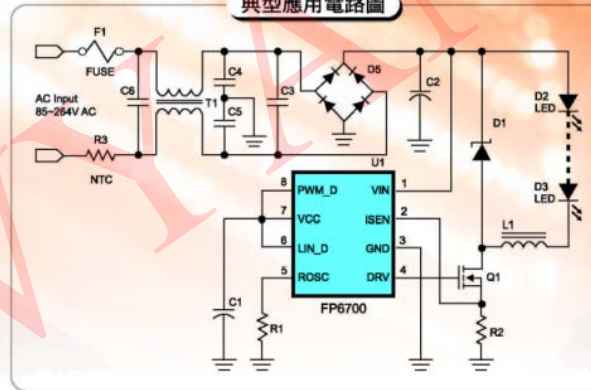 典型應用電路圖
F1
FUSE
AC Input
85~264V AC
R3
NTC
C6
T1
C4
C5
C3
D5
C2
D1
D2
LED
D3
LED
L1
U1
8 PWM_D VIN 1
7 VCC ISEN 2
6 LIN_D GND 3
5 ROSC DRV 4
FP6700
C1
R1
Q1
R2